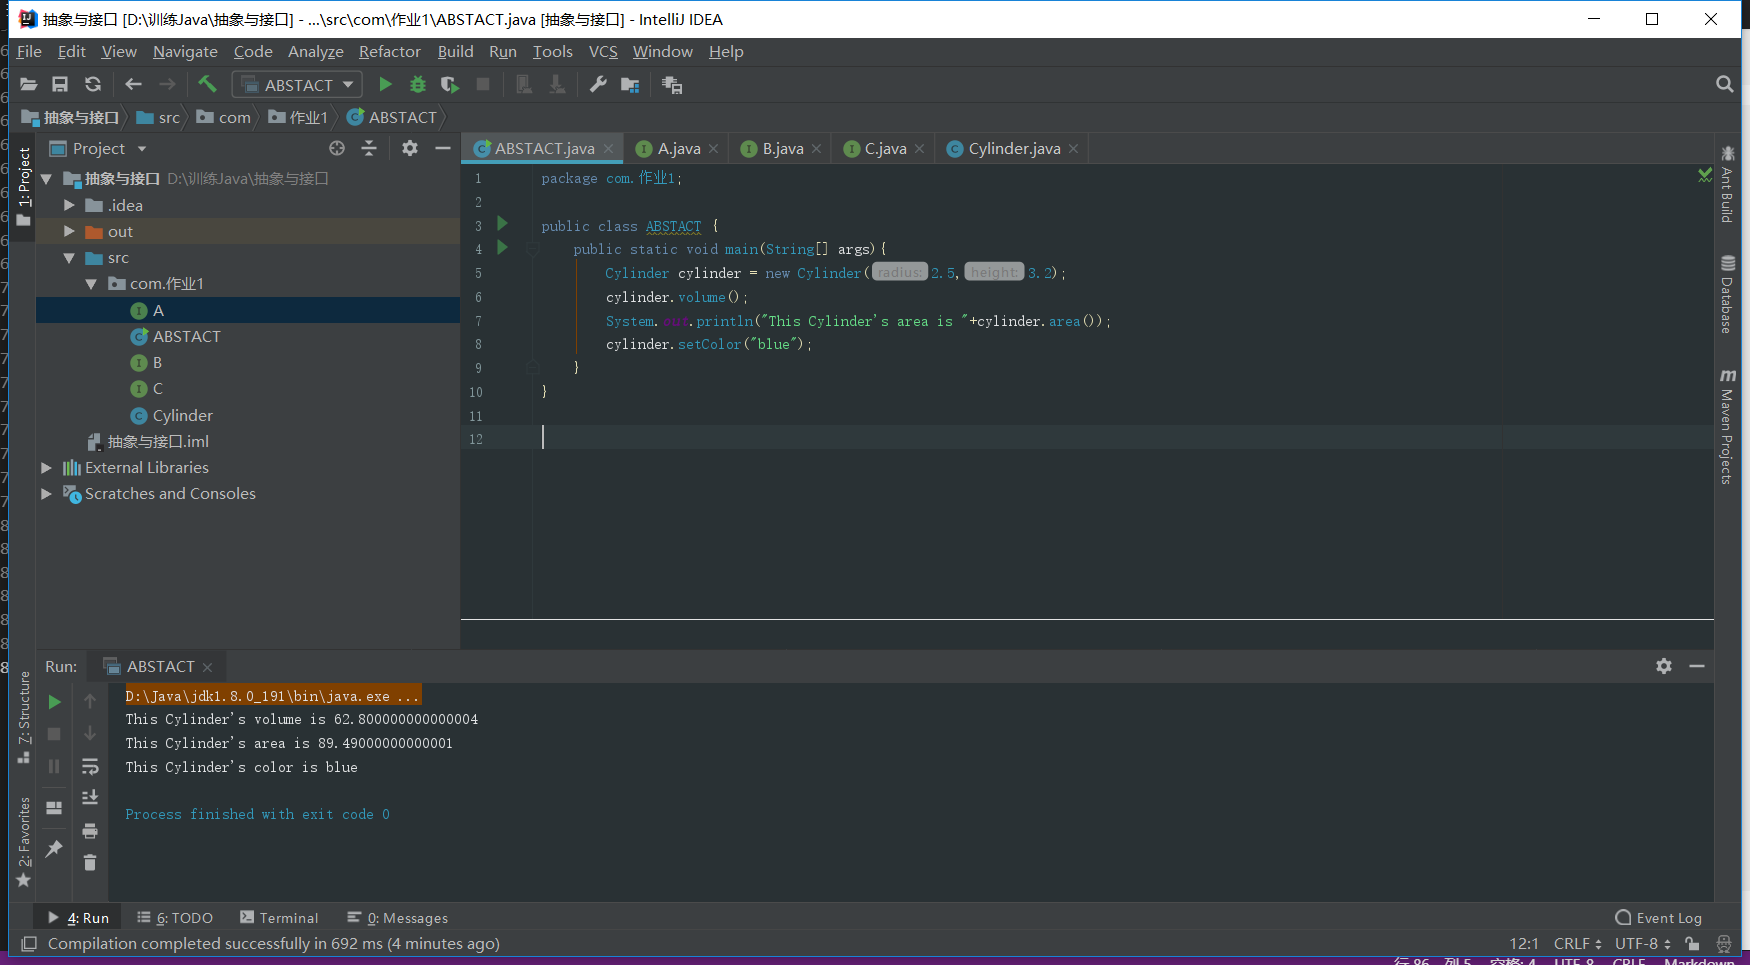 抽象与接口 [D:\训练Java\抽象与接口] - ...\src\com\作业1\ABSTACT.java [抽象与接口] - IntelliJ IDEA
File Edit View Navigate Code Analyze Refactor Build Run Tools VCS Window Help
ABSTACT
抽象与接口 src com 作业1 ABSTACT
Project
ABSTACT.java A.java B.java C.java Cylinder.java
1: Project
抽象与接口 D:\训练Java\抽象与接口
.idea
out
src
com.作业1
A
ABSTACT
B
C
Cylinder
抽象与接口.iml
External Libraries
Scratches and Consoles
1 package com.作业1;
2
3 public class ABSTACT {
4 public static void main(String[] args){
5 Cylinder cylinder = new Cylinder( radius: 2.5, height: 3.2);
6 cylinder.volume();
7 System.out.println("This Cylinder's area is "+cylinder.area());
8 cylinder.setColor("blue");
9 }
10 }
11
12
Ant Build
Database
Maven Projects
Run: ABSTACT
D:\Java\jdk1.8.0_191\bin\java.exe ...
This Cylinder's volume is 62.800000000000004
This Cylinder's area is 89.49000000000001
This Cylinder's color is blue
Process finished with exit code 0
7: Structure
2: Favorites
4: Run 6: TODO Terminal 0: Messages Event Log
Compilation completed successfully in 692 ms (4 minutes ago) 12:1 CRLF UTF-8